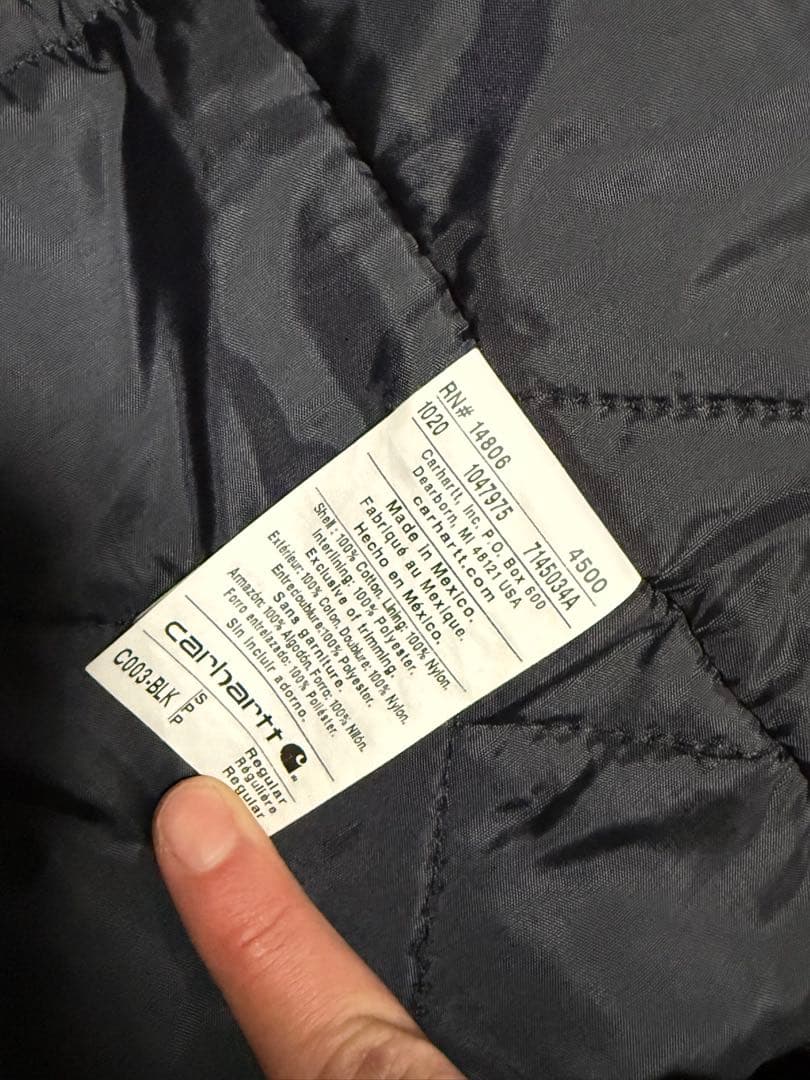 RN# 14806 4500
1020 1047975 7145034A
Carhartt, Inc. P.O. Box 600
Dearborn, MI 48121 USA
carhartt.com
Made in Mexico.
Fabriqué au Mexique.
Hecho en México.
Shell: 100% Cotton. Lining: 100% Nylon.
Interlining: 100% Polyester.
Exclusive of trimming.
Extérieur: 100% Coton. Doublure: 100% Nylon.
Entredoublure: 100% Polyester.
Sans garniture.
Armazón: 100% Algodón. Forro: 100% Nilón.
Forro entrelazado: 100% Poliéster.
Sin incluir adorno.
carhartt
C003-BLK S Regular
P Régulière
P Regular